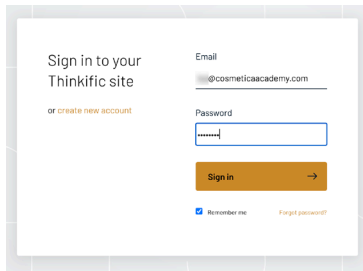 Sign in to your
Thinkific site
or create new account
Email
@cosmeticaacademy.com
Password
••••••••
Sign in →
Remember me
Forgot password?